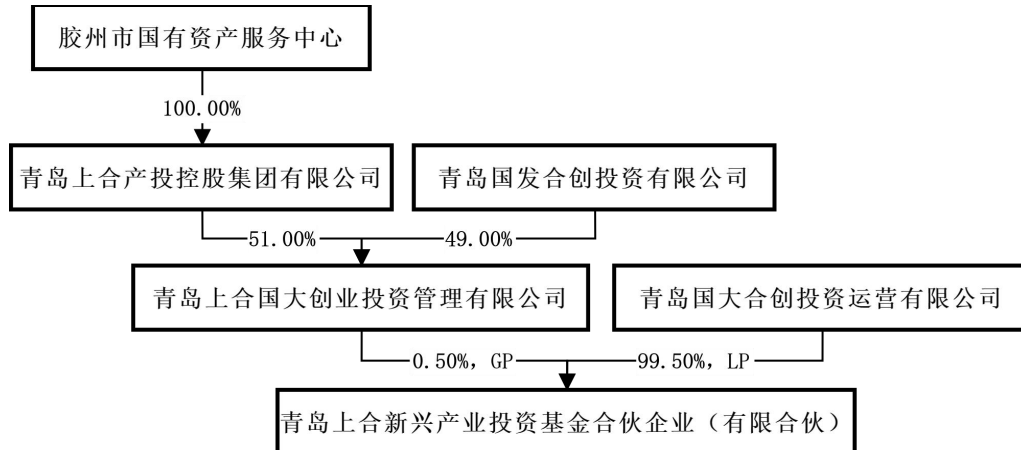 胶州市国有资产服务中心
100.00%
青岛上合产投控股集团有限公司
青岛国发合创投资有限公司
51.00%
49.00%
青岛上合国大创业投资管理有限公司
青岛国大合创投资运营有限公司
0.50%, GP
99.50%, LP
青岛上合新兴产业投资基金合伙企业（有限合伙）